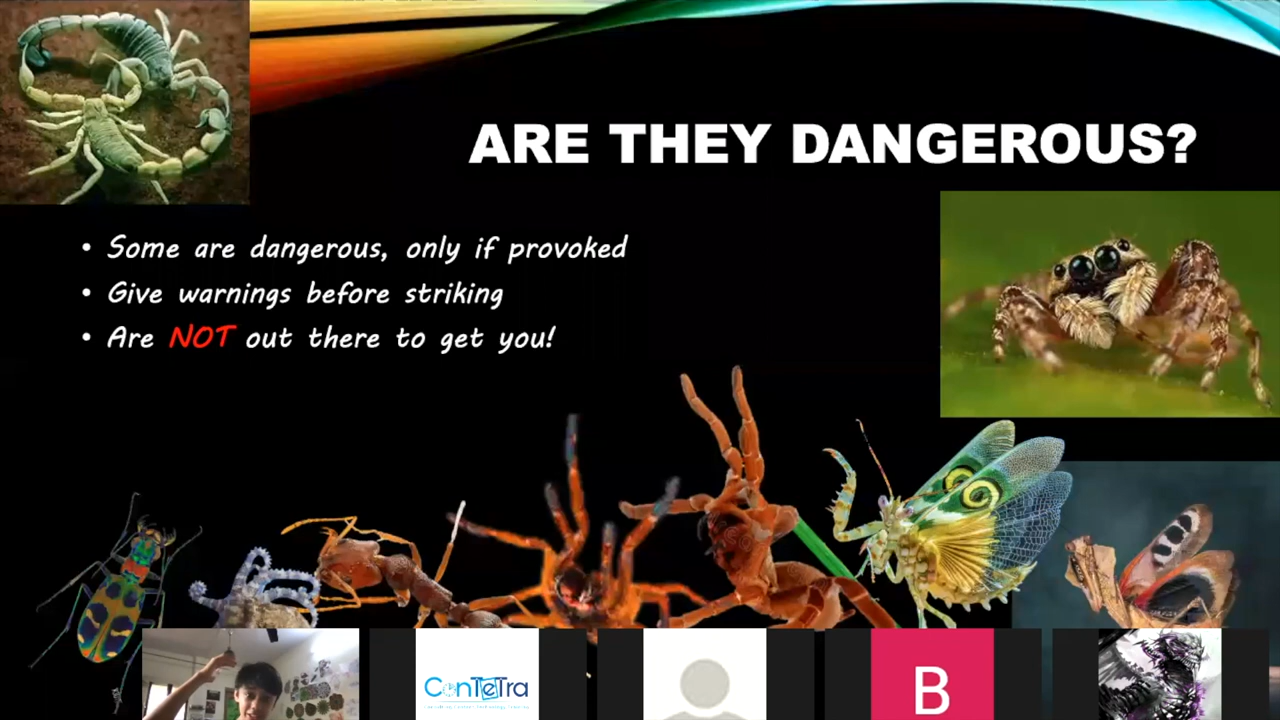 ARE THEY DANGEROUS?
• Some are dangerous, only if provoked
• Give warnings before striking
• Are NOT out there to get you!
ConTeTra
B